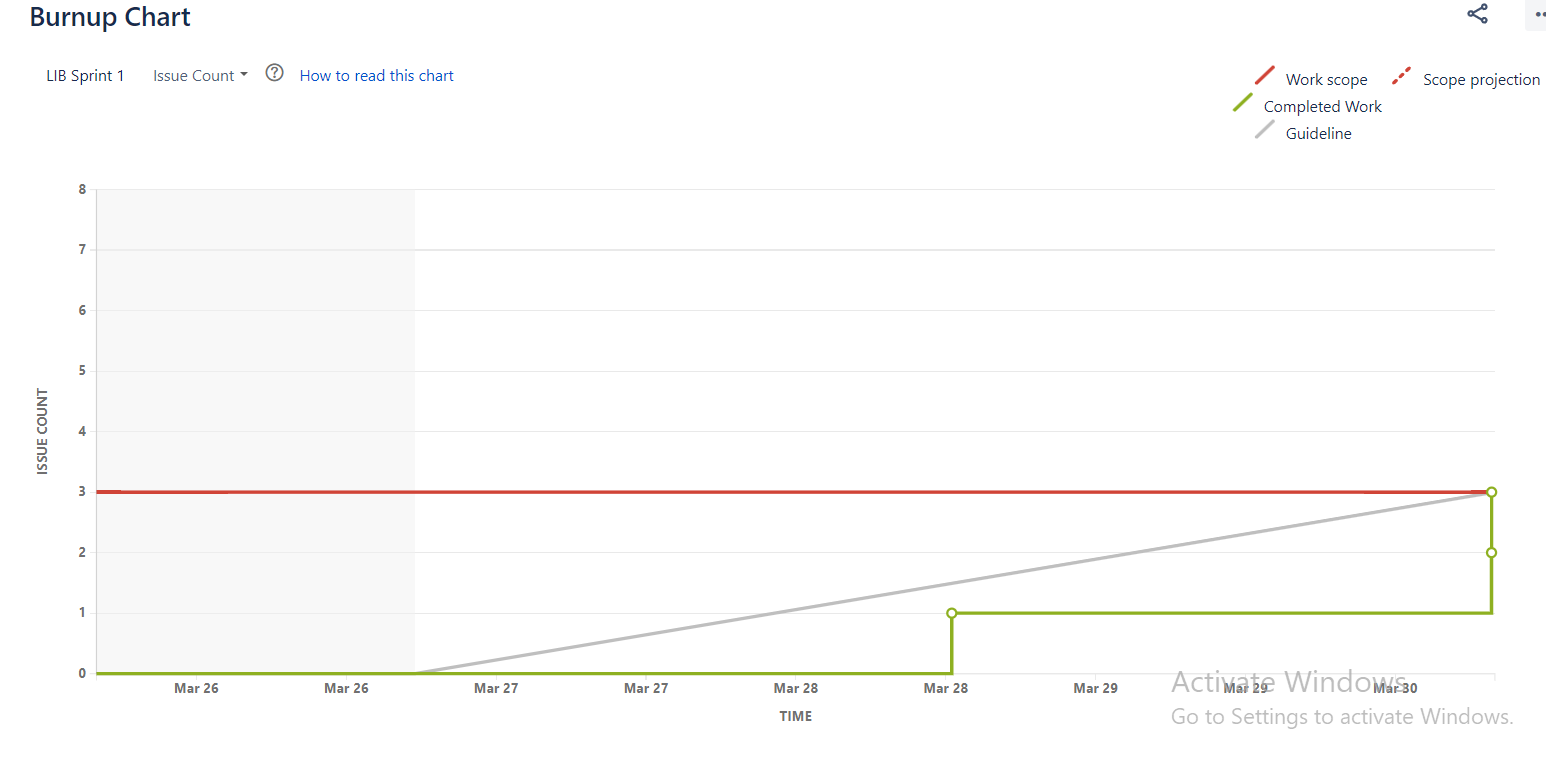 Burnup Chart
LIB Sprint 1 Issue Count How to read this chart
Work scope Scope projection
Completed Work
Guideline
8
7
6
5
4
3
2
1
0
ISSUE COUNT
Mar 26 Mar 26 Mar 27 Mar 27 Mar 28 Mar 28 Mar 29 Mar 29 Mar 30
TIME
Activate Windows
Go to Settings to activate Windows.